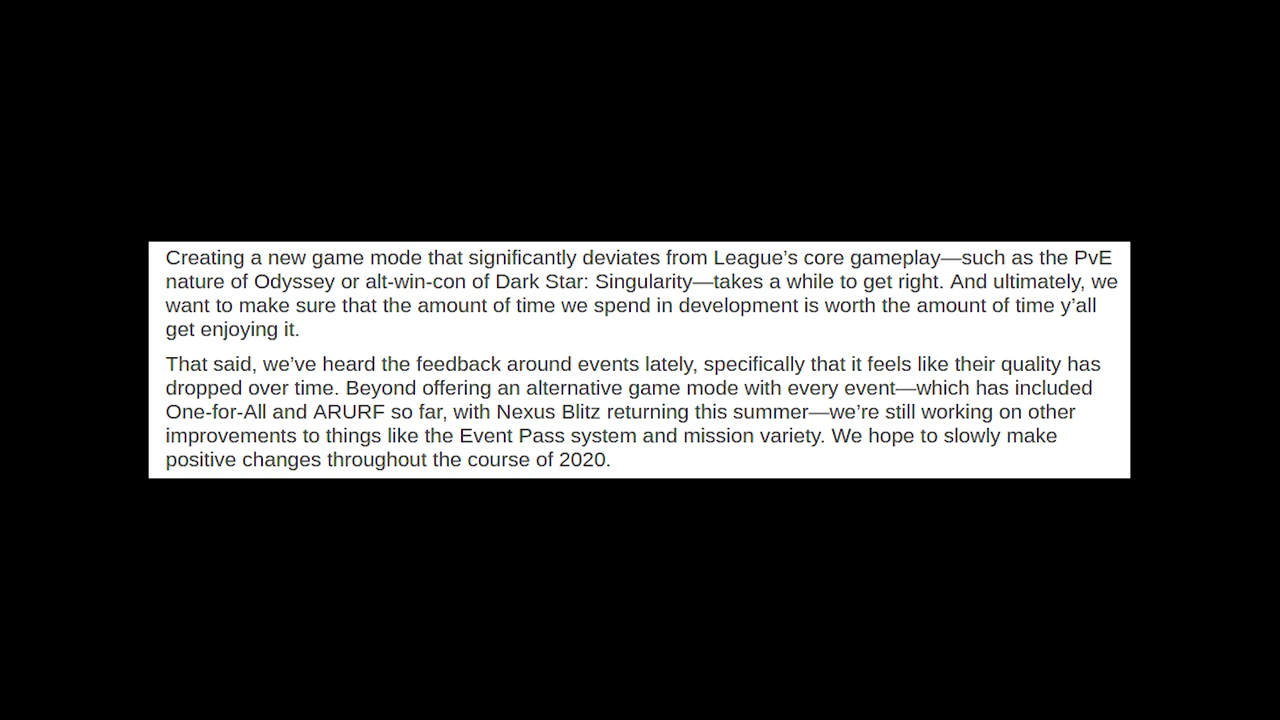 Creating a new game mode that significantly deviates from League’s core gameplay—such as the PvE
nature of Odyssey or alt-win-con of Dark Star: Singularity—takes a while to get right. And ultimately, we
want to make sure that the amount of time we spend in development is worth the amount of time y’all
get enjoying it.
That said, we’ve heard the feedback around events lately, specifically that it feels like their quality has
dropped over time. Beyond offering an alternative game mode with every event—which has included
One-for-All and ARURF so far, with Nexus Blitz returning this summer—we’re still working on other
improvements to things like the Event Pass system and mission variety. We hope to slowly make
positive changes throughout the course of 2020.